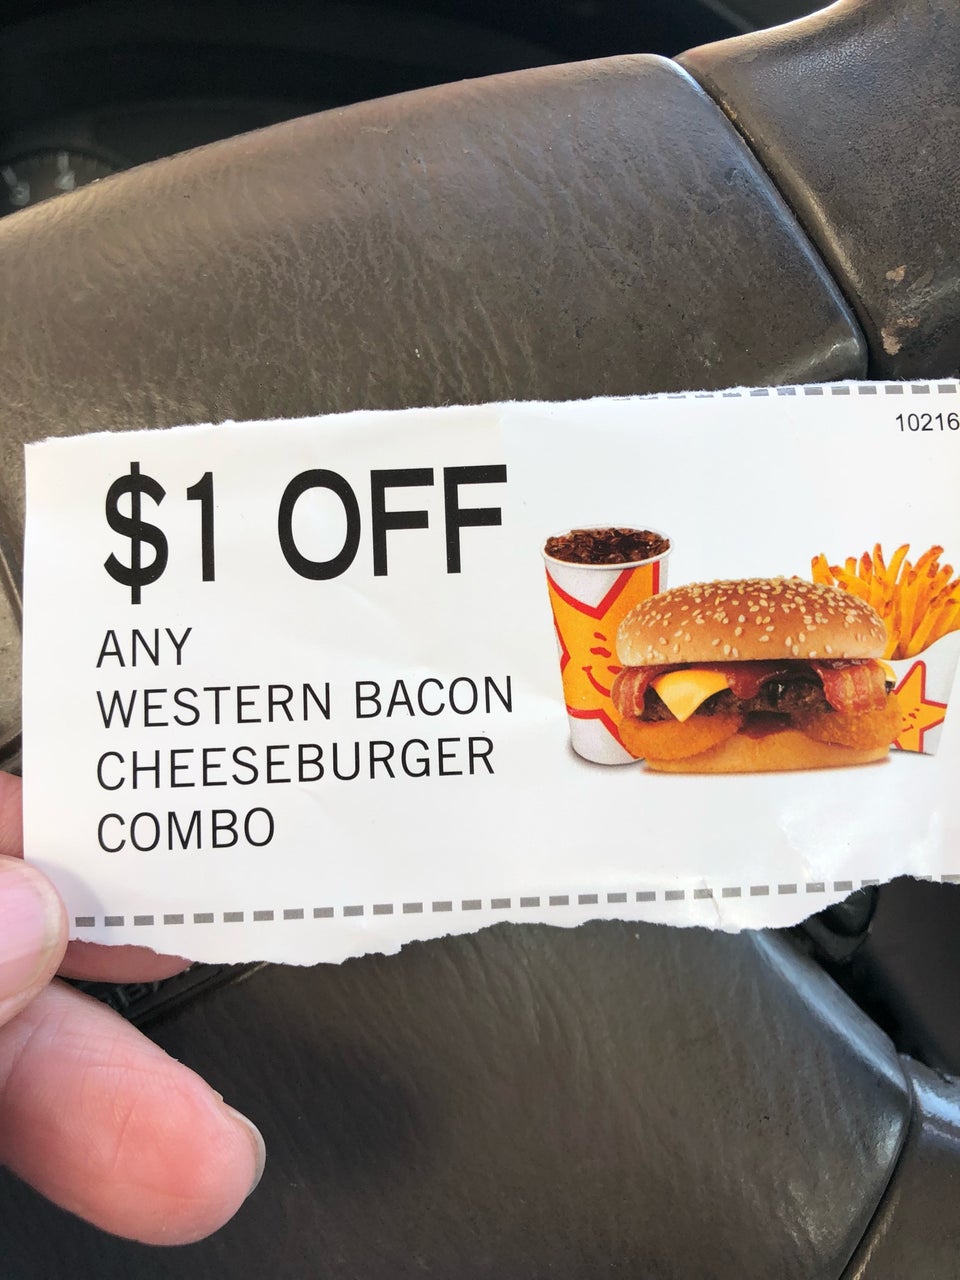 10216
$1 OFF
ANY
WESTERN BACON
CHEESEBURGER
COMBO